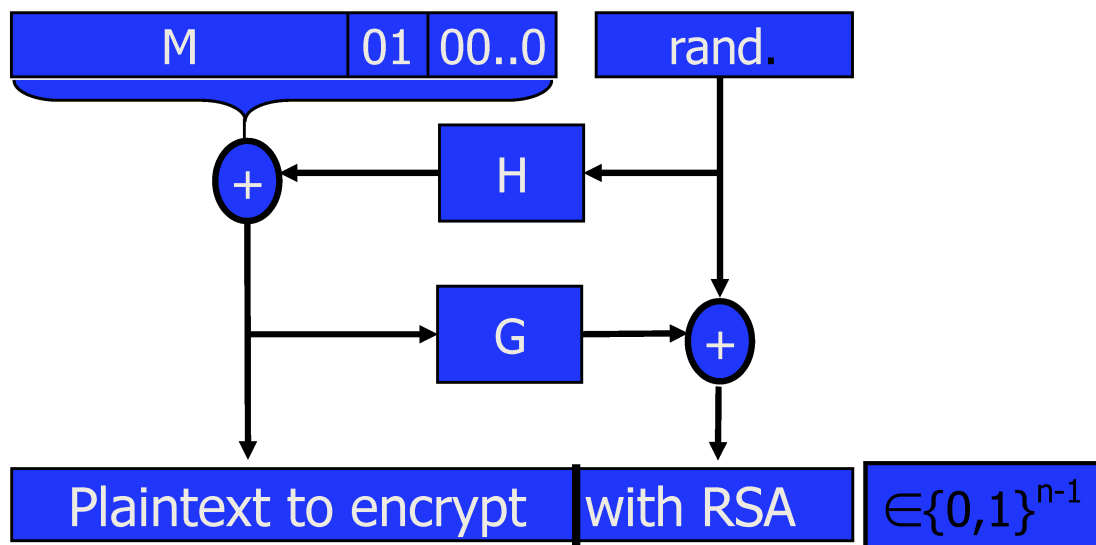 M 01 00..0 rand.
+ H
G +
Plaintext to encrypt with RSA ∈{0,1}ⁿ⁻¹